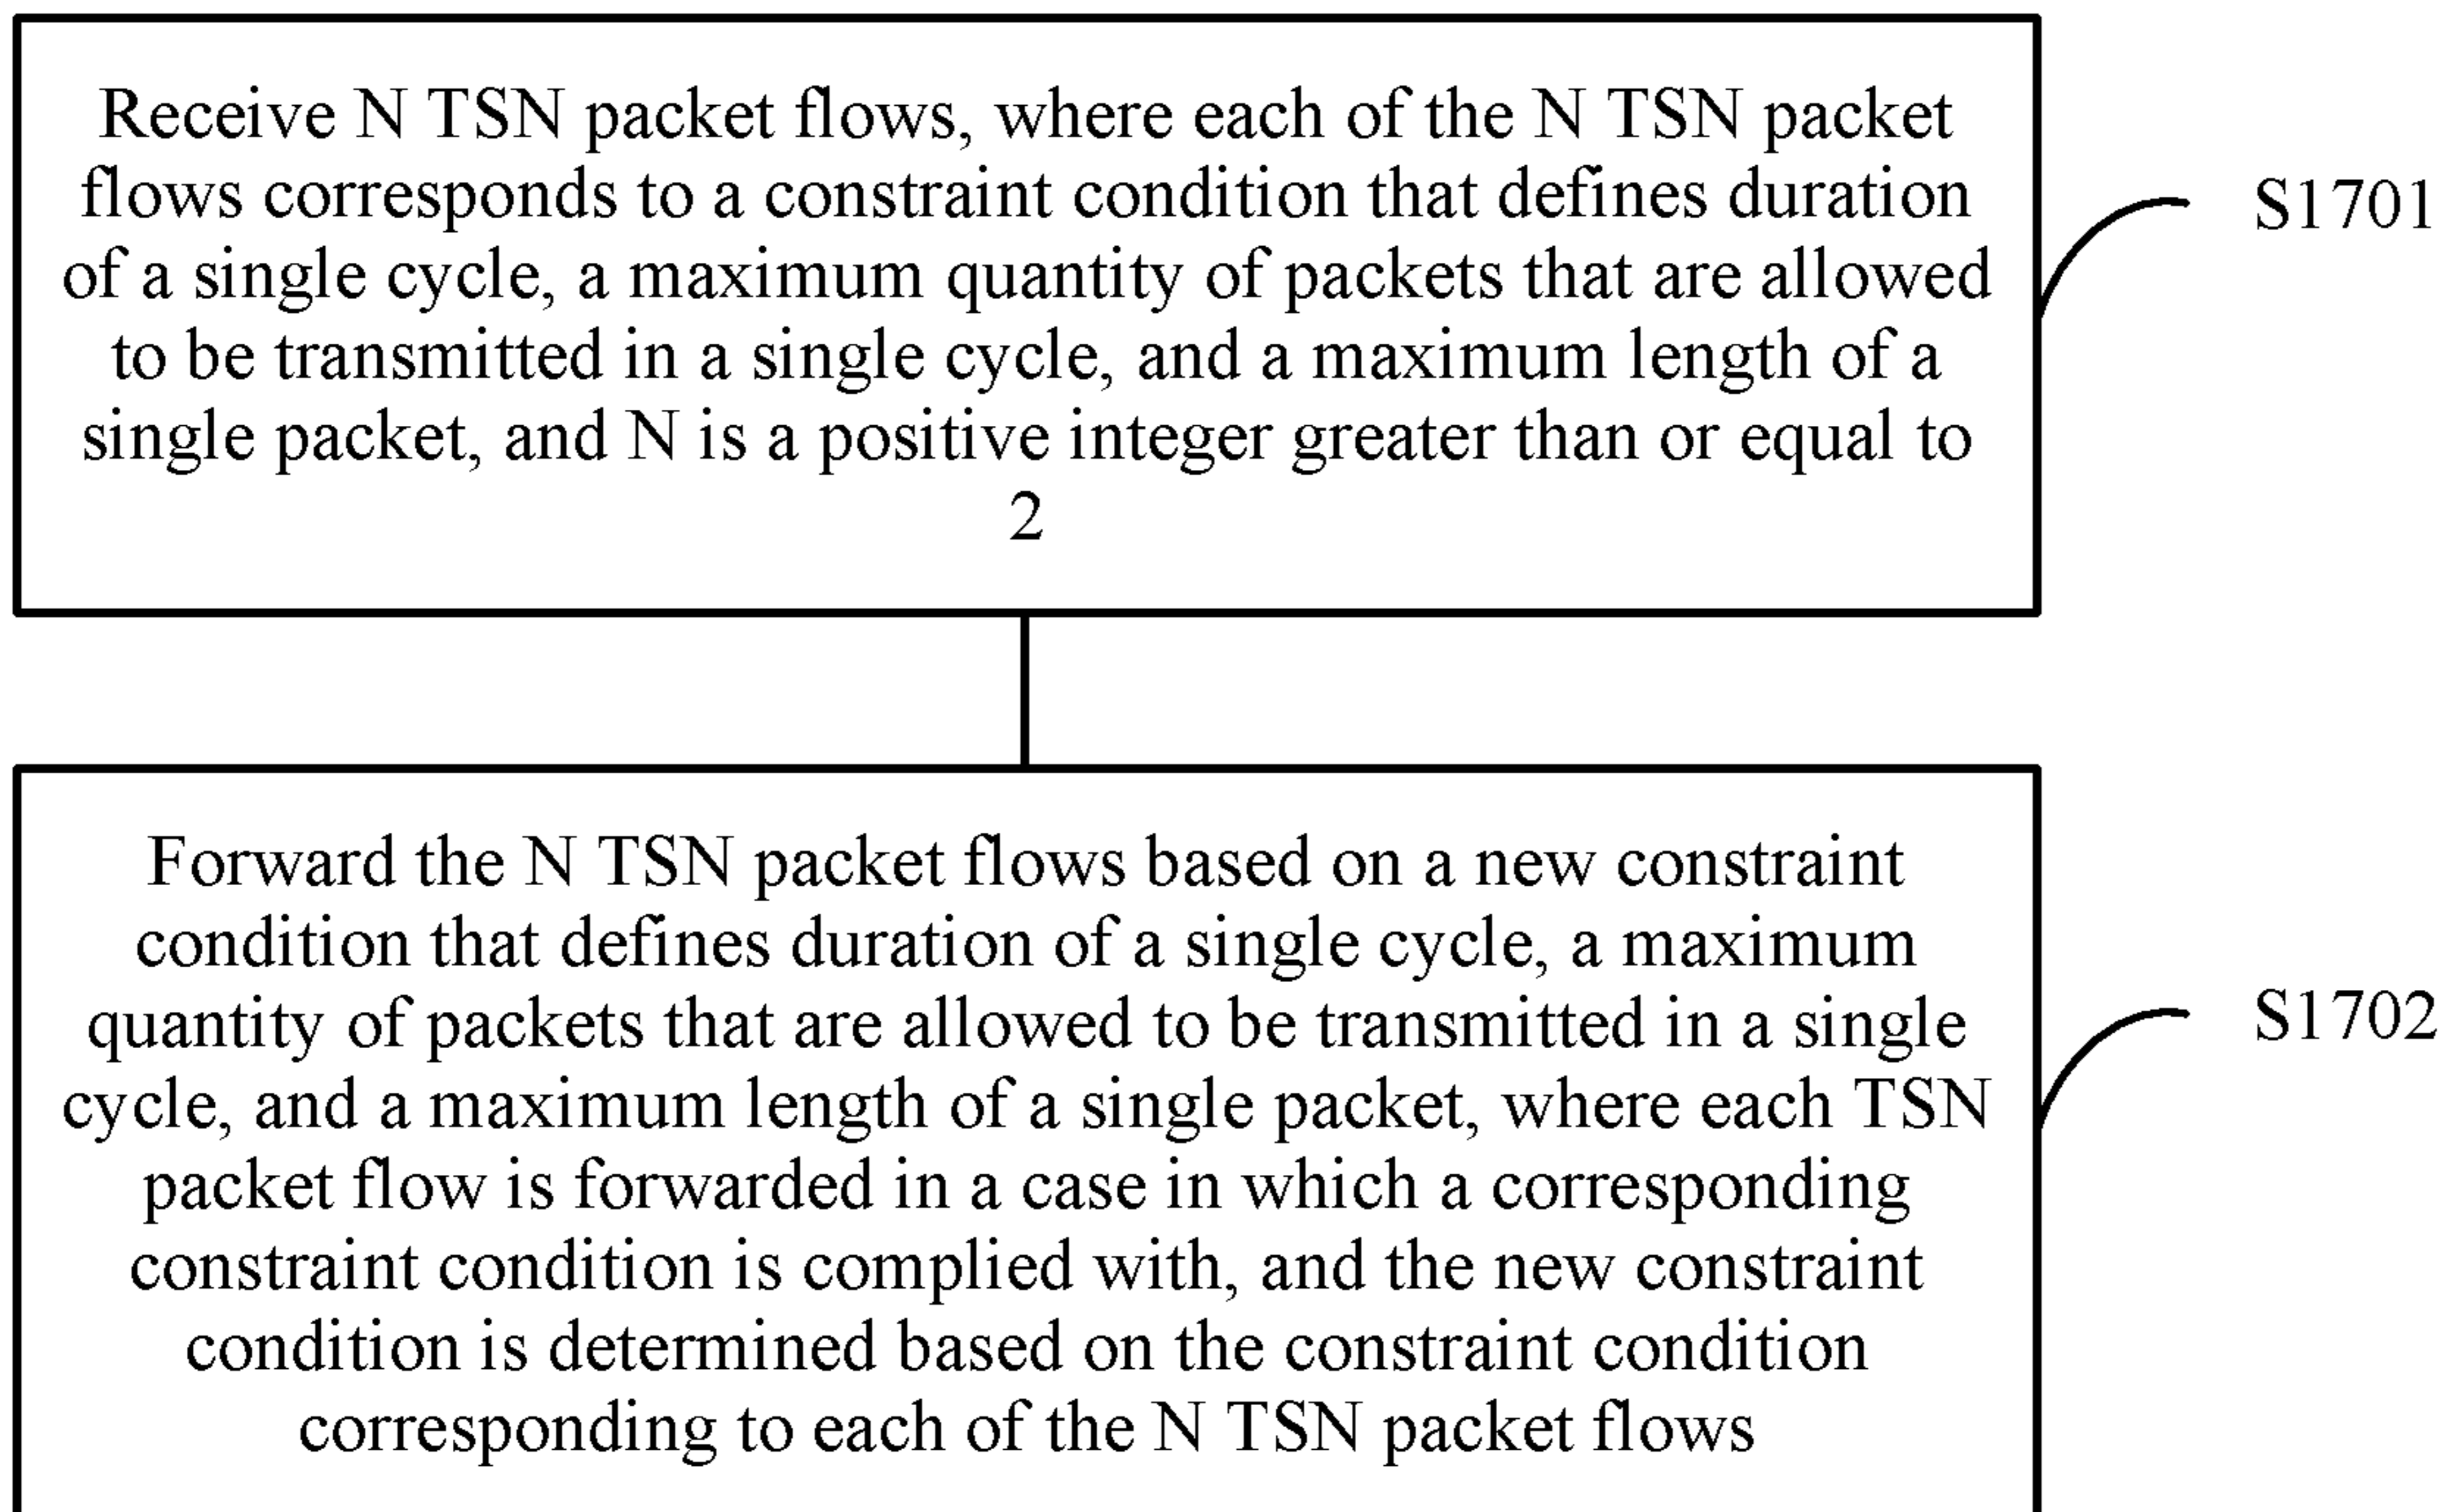 Receive N TSN packet flows, where each of the N TSN packet
flows corresponds to a constraint condition that defines duration
of a single cycle, a maximum quantity of packets that are allowed
to be transmitted in a single cycle, and a maximum length of a
single packet, and N is a positive integer greater than or equal to
2
S1701
Forward the N TSN packet flows based on a new constraint
condition that defines duration of a single cycle, a maximum
quantity of packets that are allowed to be transmitted in a single
cycle, and a maximum length of a single packet, where each TSN
packet flow is forwarded in a case in which a corresponding
constraint condition is complied with, and the new constraint
condition is determined based on the constraint condition
corresponding to each of the N TSN packet flows
S1702